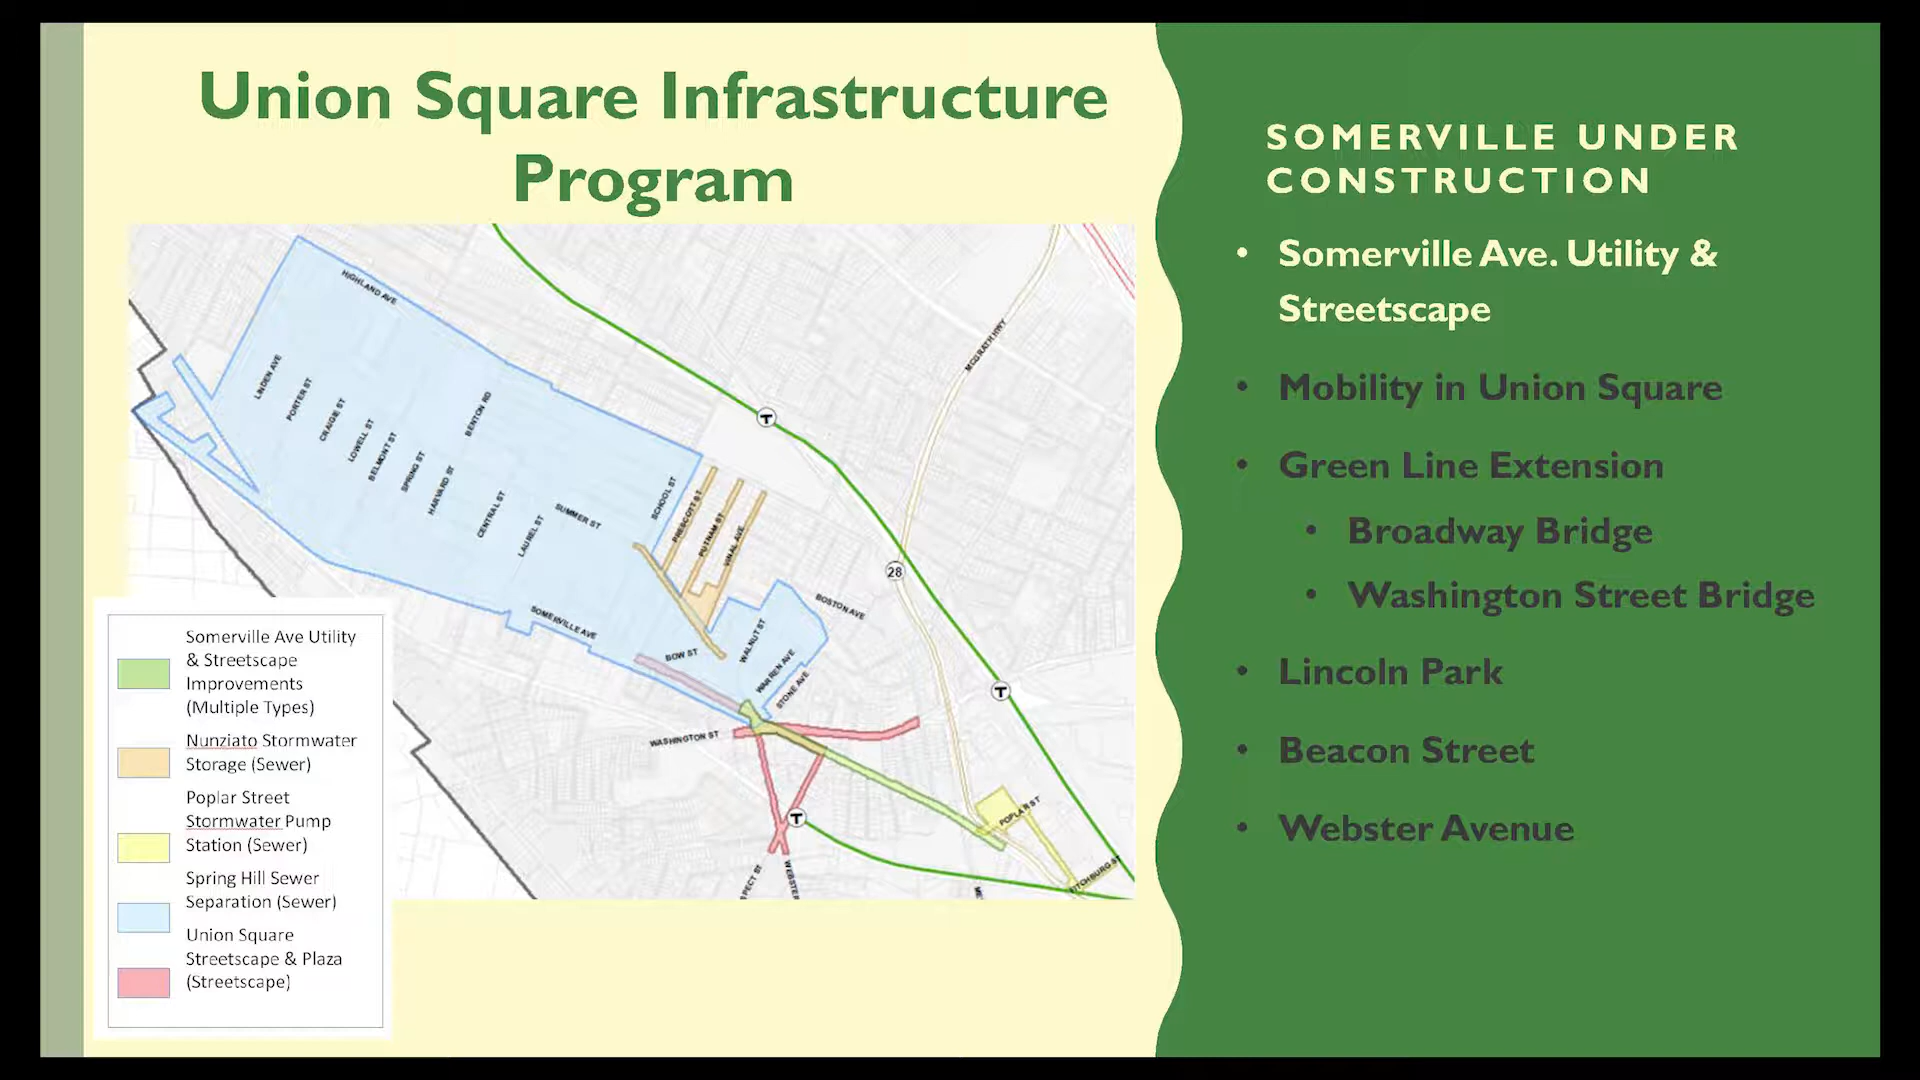 Union Square Infrastructure
Program
HIGHLAND AVE
LINDEN AVE
PORTER ST
CRAIGIE ST
LOWELL ST
BELMONT ST
SPRING ST
HARVARD ST
BENTON RD
CENTRAL ST
LAUREL ST
SUMMER ST
SCHOOL ST
PRESCOTT ST
PUTNAM ST
VINAL AVE
MCGRATH HWY
T
28
SOMERVILLE AVE
BOW ST
WALNUT ST
BOSTON AVE
WARREN AVE
STONE AVE
WASHINGTON ST
T
T
POPLAR ST
WEBSTER
Somerville Ave Utility
& Streetscape
Improvements
(Multiple Types)
Nunziato Stormwater
Storage (Sewer)
Poplar Street
Stormwater Pump
Station (Sewer)
Spring Hill Sewer
Separation (Sewer)
Union Square
Streetscape & Plaza
(Streetscape)
SOMERVILLE UNDER
CONSTRUCTION
• Somerville Ave. Utility &
Streetscape
• Mobility in Union Square
• Green Line Extension
• Broadway Bridge
• Washington Street Bridge
• Lincoln Park
• Beacon Street
• Webster Avenue